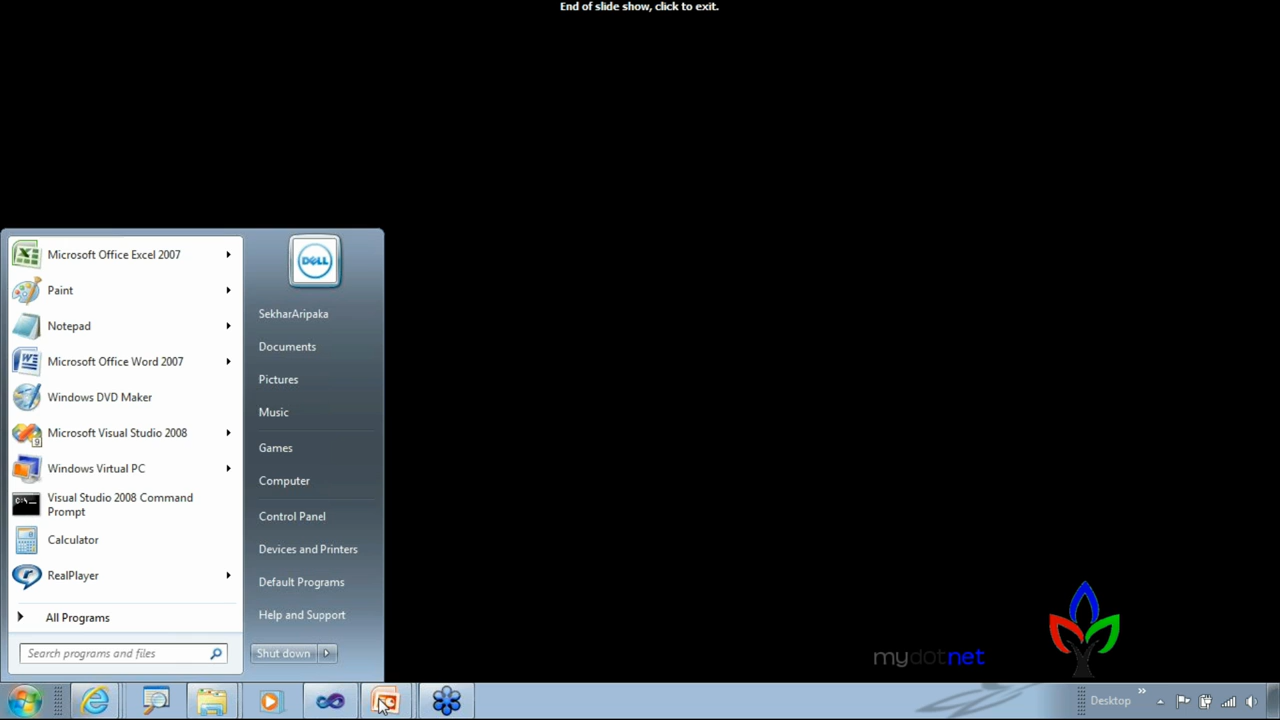 End of slide show, click to exit.
Microsoft Office Excel 2007
Paint
Notepad
Microsoft Office Word 2007
Windows DVD Maker
Microsoft Visual Studio 2008
Windows Virtual PC
Visual Studio 2008 Command
Prompt
Calculator
RealPlayer
All Programs
Search programs and files
DELL
SekharAripaka
Documents
Pictures
Music
Games
Computer
Control Panel
Devices and Printers
Default Programs
Help and Support
Shut down
mydotnet
Desktop